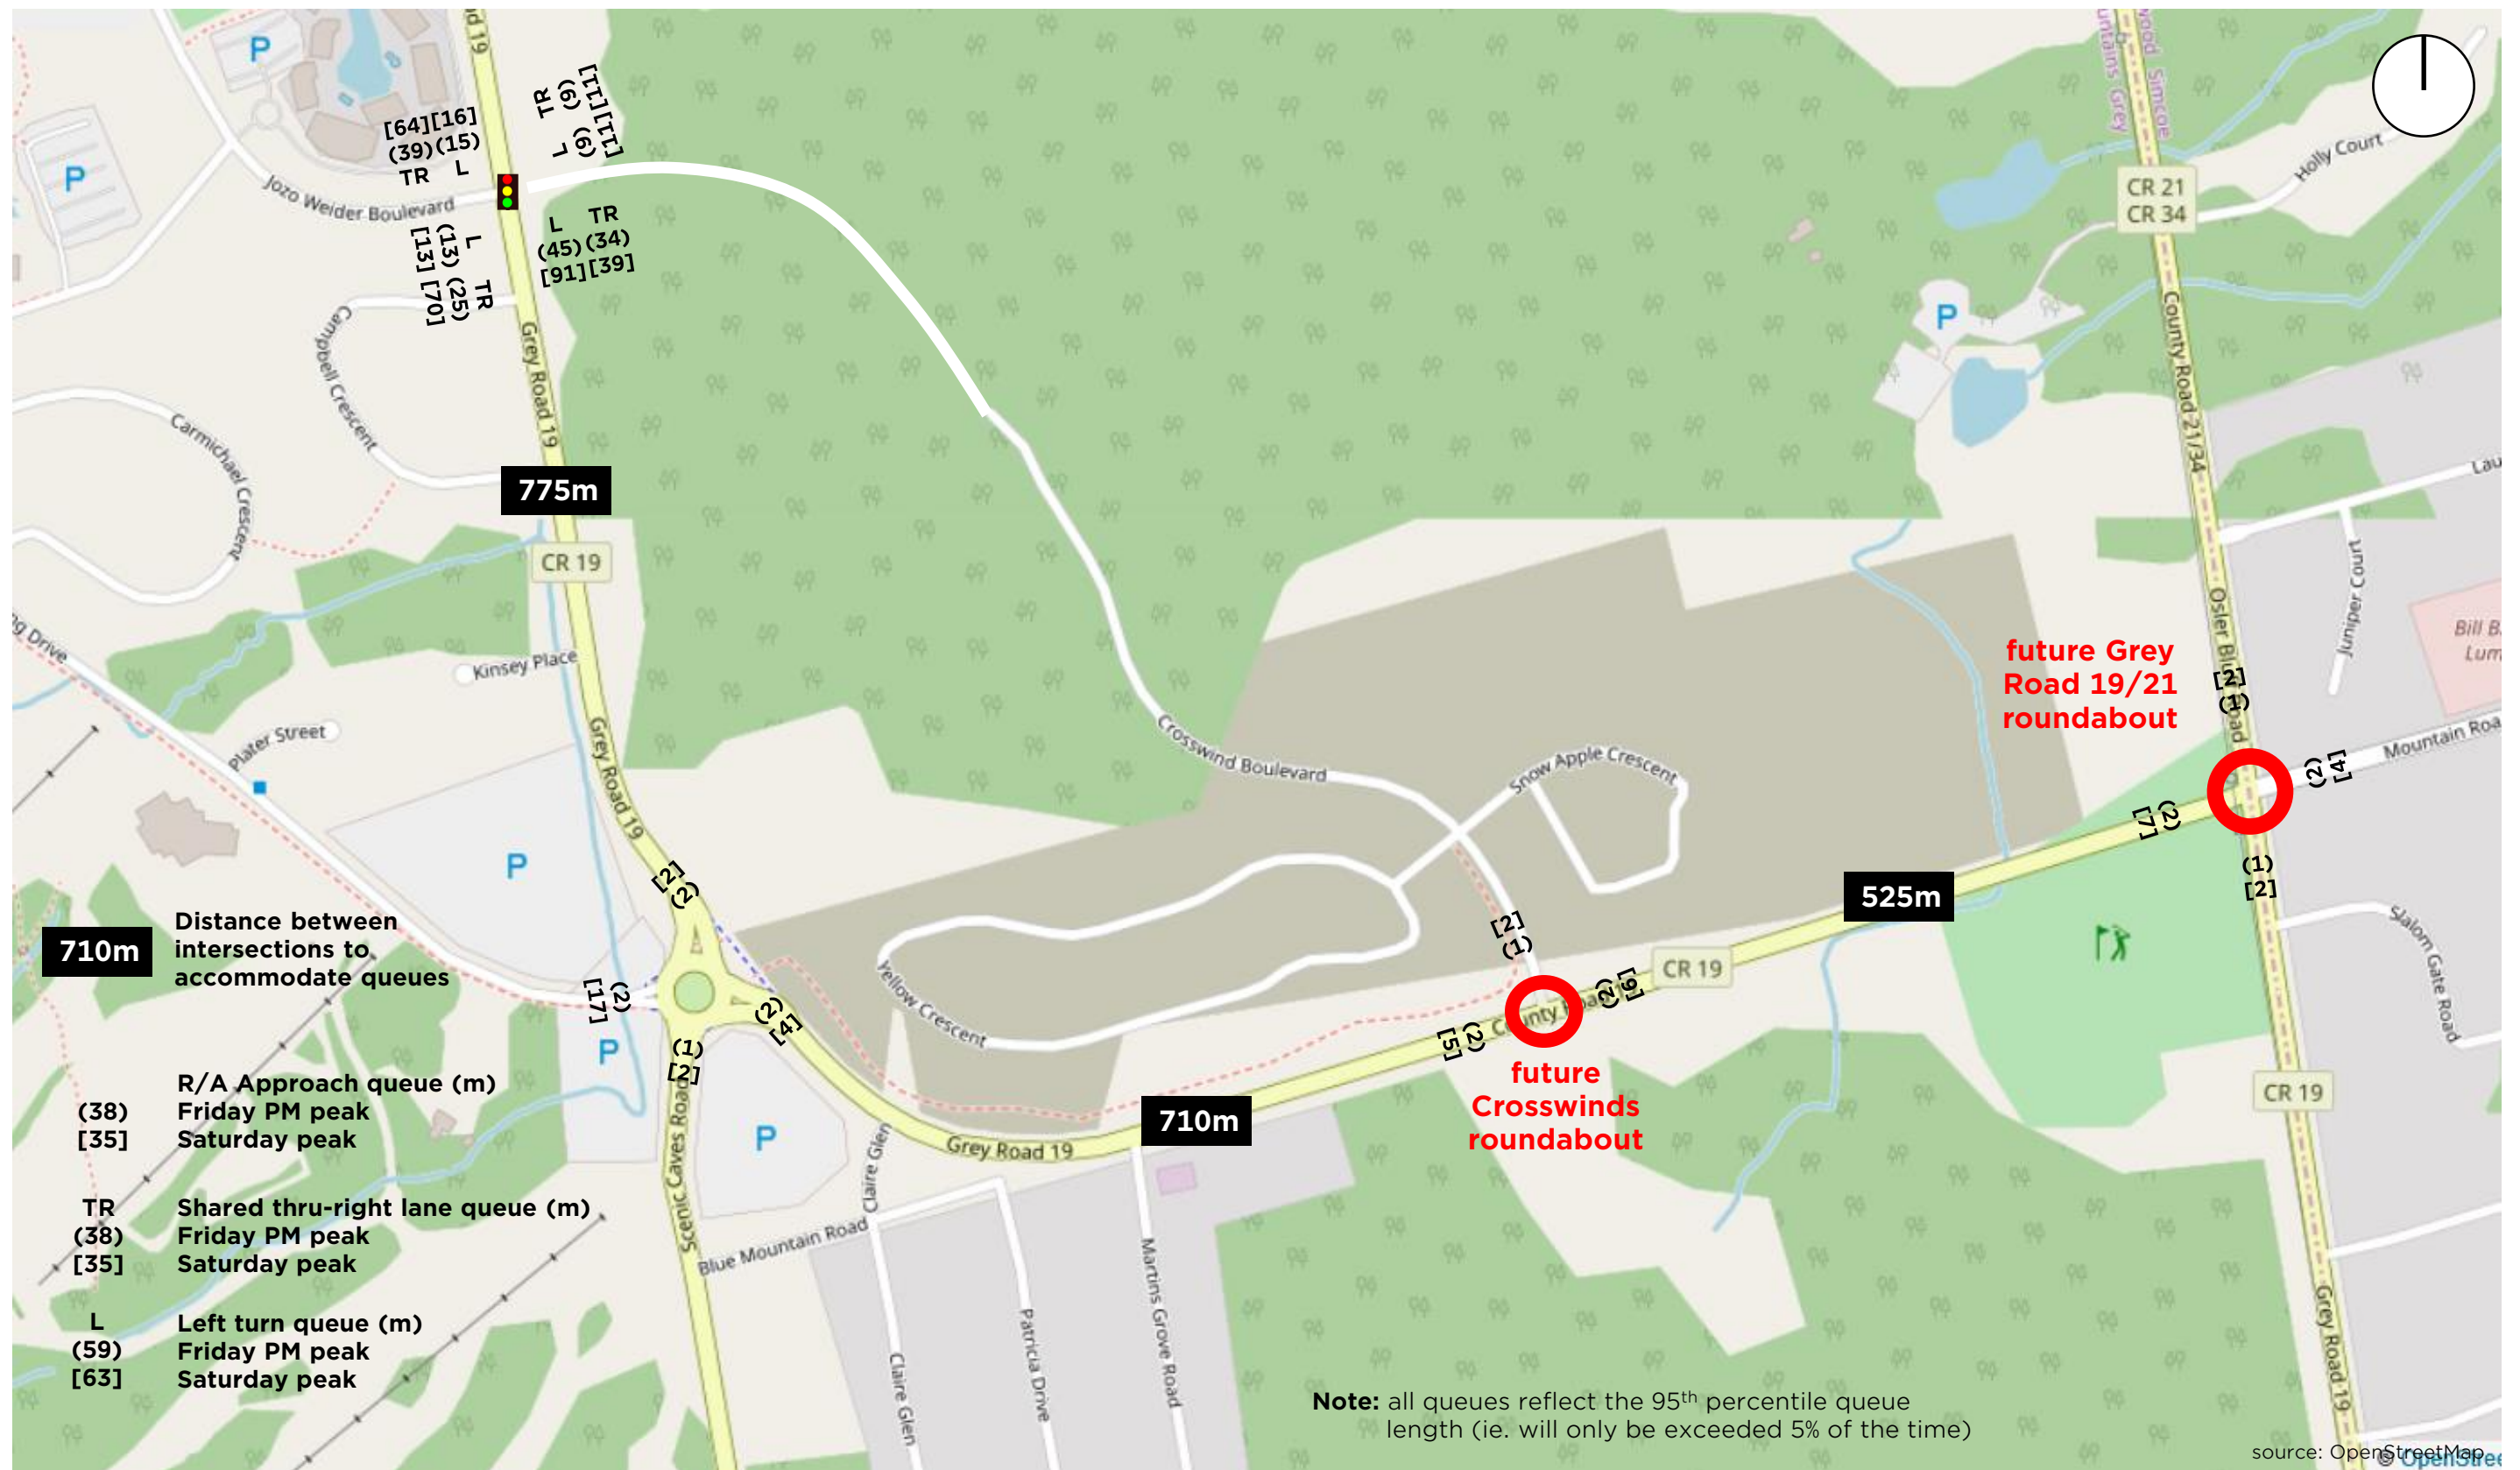 P
P
[64][16]
(39)(15)
TR L
TR
(9)
[11]
L
(9)
[11]
Jozo Weider Boulevard
L
(13)
[13]
TR
(25)
[70]
L TR
(45)(34)
[91][39]
Campbell Crescent
Carmichael Crescent
Grey Road 19
775m
CR 19
Kinsey Place
Plater Street
Grey Road 19
P
[2]
(2)
[17]
(2)
(2)
[4]
(1)
[2]
P
P
710m
Distance between
intersections to
accommodate queues
R/A Approach queue (m)
(38) Friday PM peak
[35] Saturday peak
TR Shared thru-right lane queue (m)
(38) Friday PM peak
[35] Saturday peak
L Left turn queue (m)
(59) Friday PM peak
[63] Saturday peak
Scenic Caves Road
Blue Mountain Road
Claire Glen
Claire Glen
Patricia Drive
Martins Grove Road
Grey Road 19
710m
Yellow Crescent
Crosswind Boulevard
Snow Apple Crescent
[2]
(1)
[5]
(2)
(2)
[9]
CR 19
future
Crosswinds
roundabout
525m
future Grey
Road 19/21
roundabout
[2]
(1)
[7]
(2)
(2)
[4]
(1)
[2]
CR 21
CR 34
Simcoe
Grey
Holly Court
P
County Road 21/34
Juniper Court
Bill B
Lum
Mountain Roa
Slalom Gate Road
CR 19
Grey Road 19
Note: all queues reflect the 95th percentile queue
length (ie. will only be exceeded 5% of the time)
source: OpenStreetMap